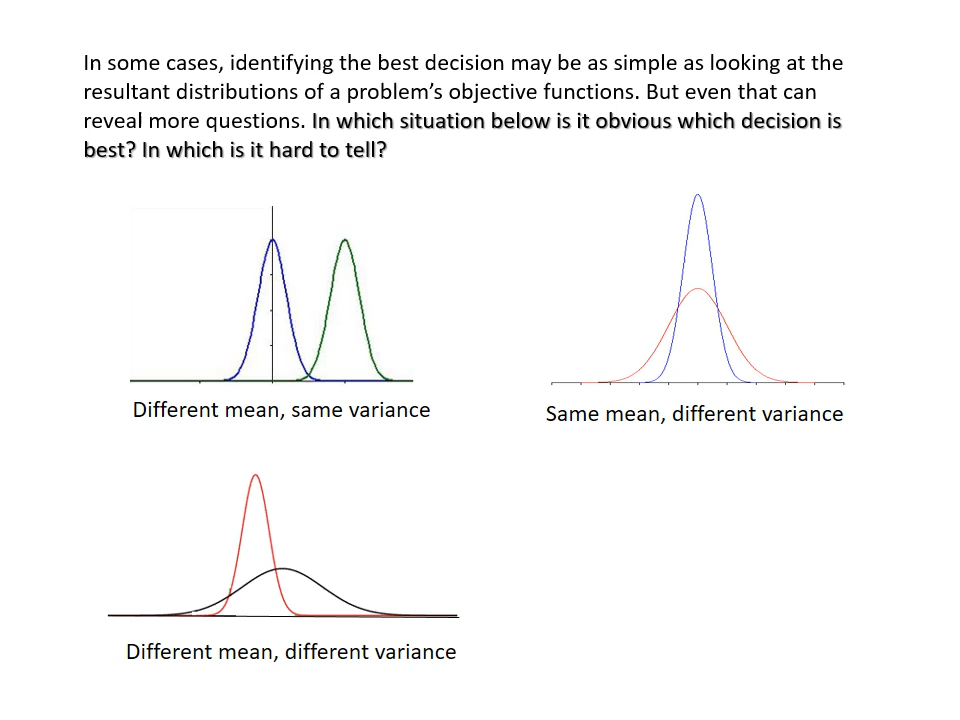 In some cases, identifying the best decision may be as simple as looking at the
resultant distributions of a problem’s objective functions. But even that can
reveal more questions. In which situation below is it obvious which decision is
best? In which is it hard to tell?
Different mean, same variance
Same mean, different variance
Different mean, different variance